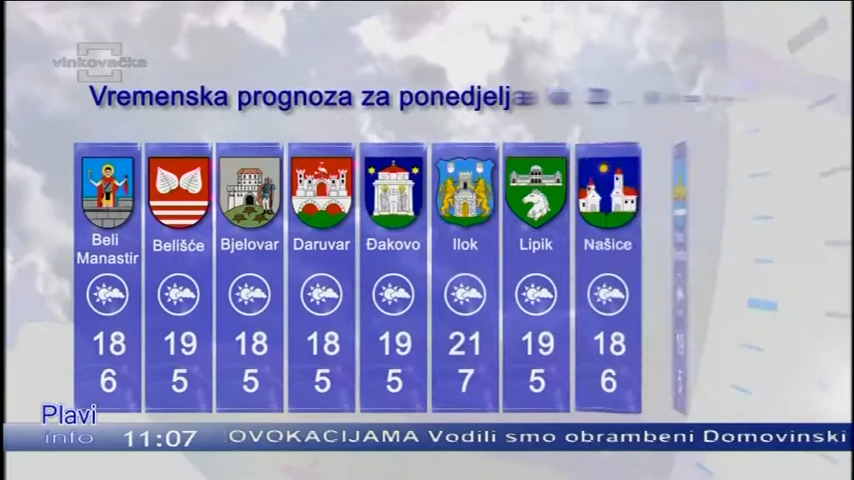 vinkovačka
Vremenska prognoza za ponedjelj
Beli Manastir
Belišće
Bjelovar
Daruvar
Đakovo
Ilok
Lipik
Našice
18 19 18 18 19 21 19 18
6 5 5 5 5 7 5 6
Plavi
info 11:07 OVOKACIJAMA Vodili smo obrambeni Domovinski